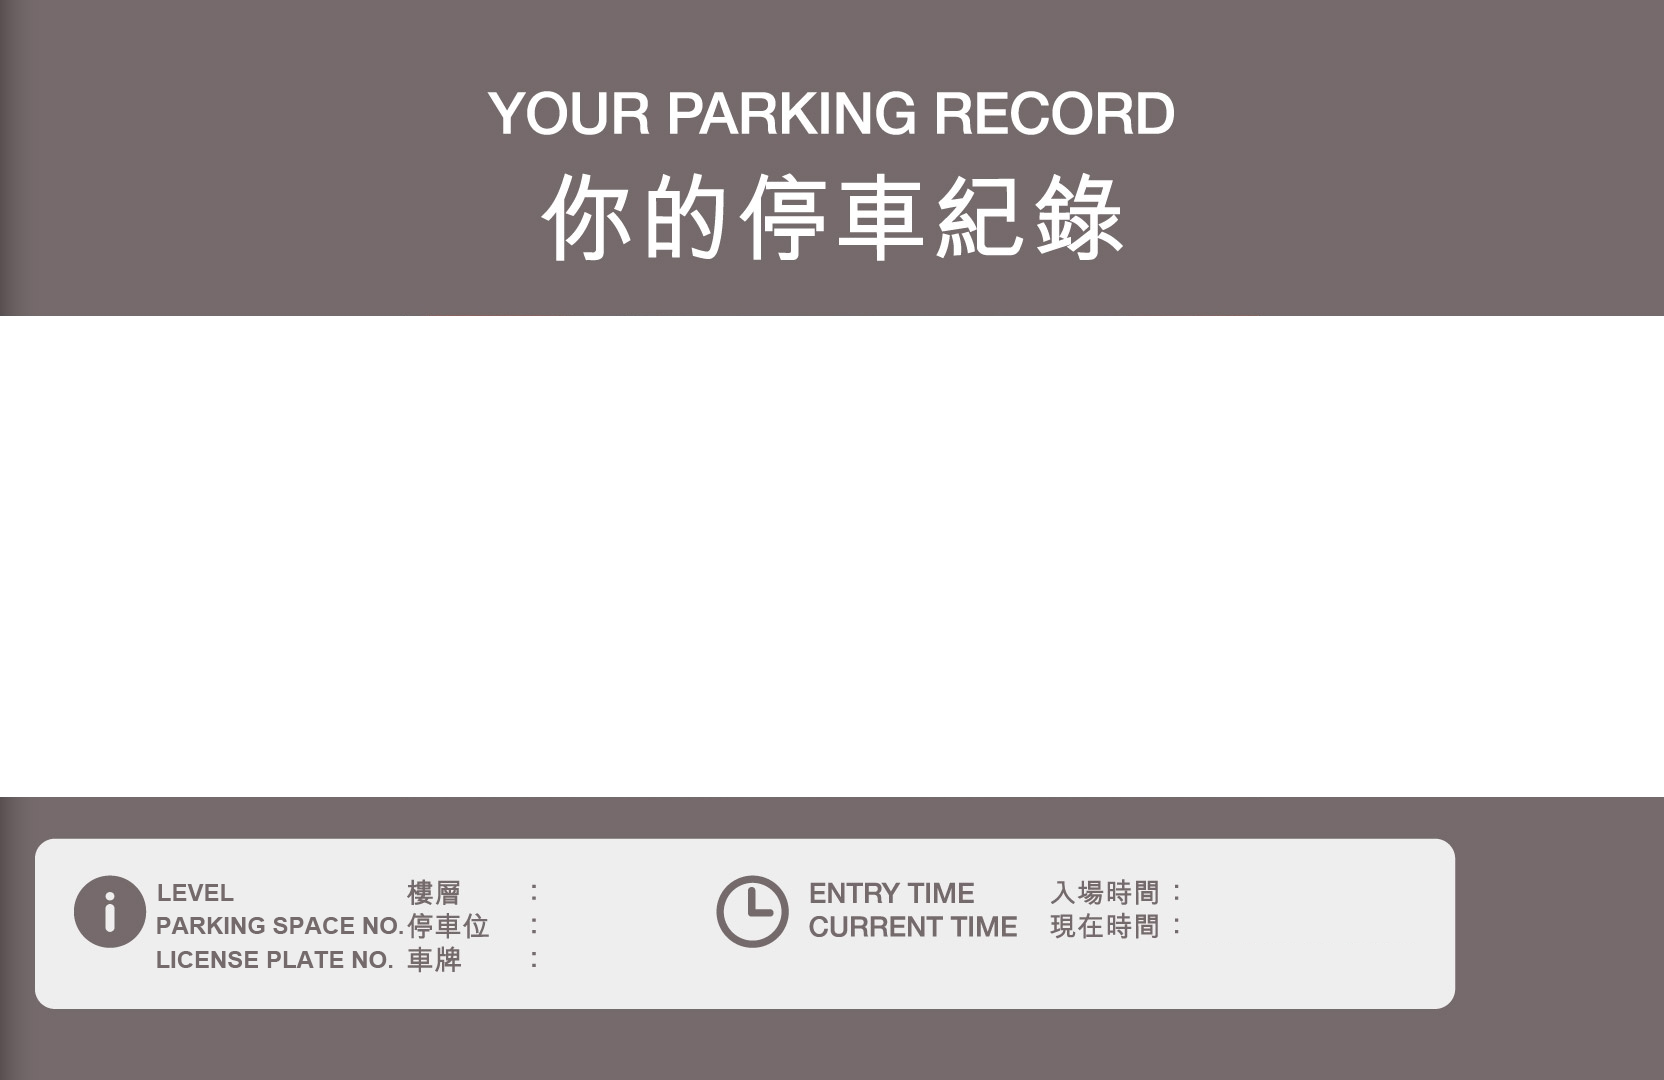 YOUR PARKING RECORD
你的停車紀錄
LEVEL 樓層 :
PARKING SPACE NO. 停車位 :
LICENSE PLATE NO. 車牌 :
ENTRY TIME 入場時間 :
CURRENT TIME 現在時間 :